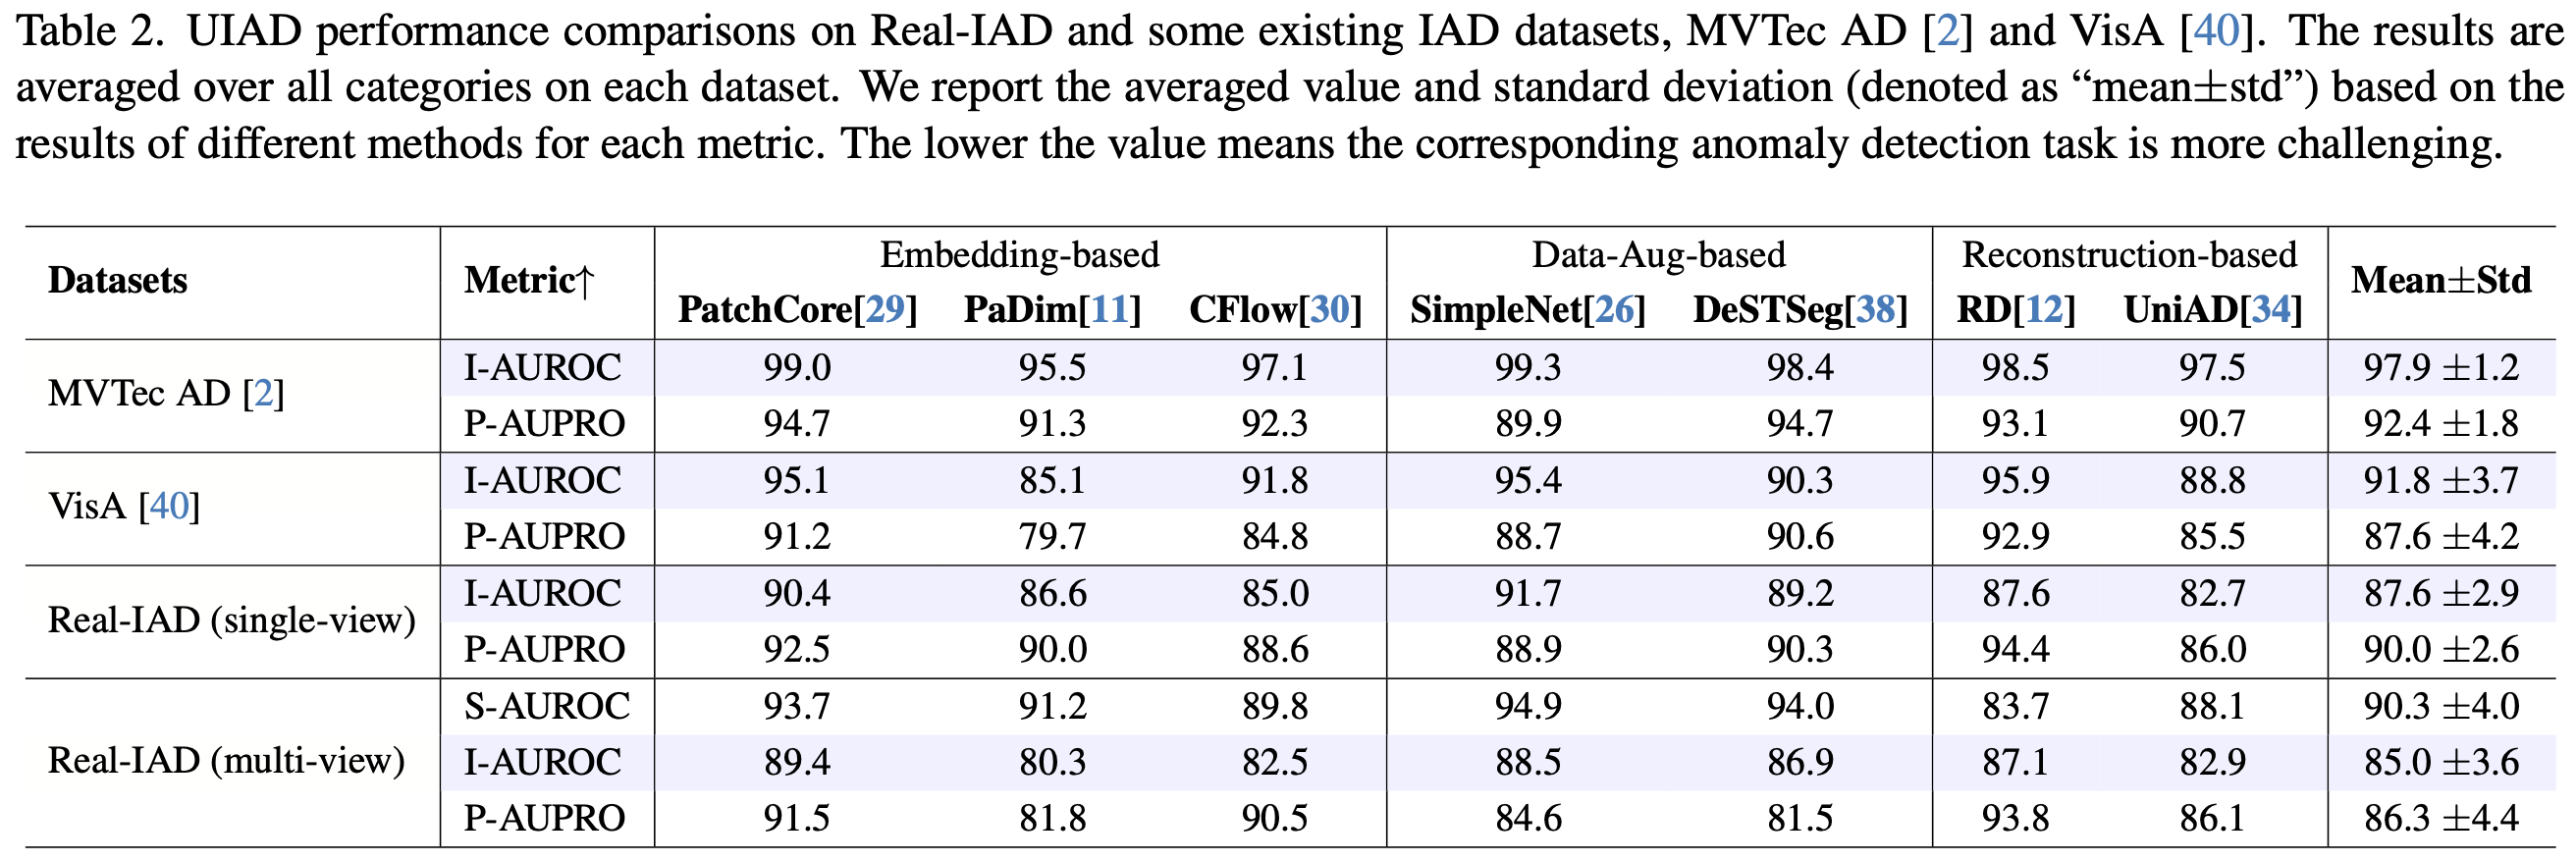 Table 2. UIAD performance comparisons on Real-IAD and some existing IAD datasets, MVTec AD [2] and VisA [40]. The results are
averaged over all categories on each dataset. We report the averaged value and standard deviation (denoted as “mean±std”) based on the
results of different methods for each metric. The lower the value means the corresponding anomaly detection task is more challenging.
Datasets Metric↑ Embedding-based Data-Aug-based Reconstruction-based Mean±Std
PatchCore[29] PaDim[11] CFlow[30] SimpleNet[26] DeSTSeg[38] RD[12] UniAD[34]
MVTec AD [2] I-AUROC 99.0 95.5 97.1 99.3 98.4 98.5 97.5 97.9 ±1.2
P-AUPRO 94.7 91.3 92.3 89.9 94.7 93.1 90.7 92.4 ±1.8
VisA [40] I-AUROC 95.1 85.1 91.8 95.4 90.3 95.9 88.8 91.8 ±3.7
P-AUPRO 91.2 79.7 84.8 88.7 90.6 92.9 85.5 87.6 ±4.2
Real-IAD (single-view) I-AUROC 90.4 86.6 85.0 91.7 89.2 87.6 82.7 87.6 ±2.9
P-AUPRO 92.5 90.0 88.6 88.9 90.3 94.4 86.0 90.0 ±2.6
Real-IAD (multi-view) S-AUROC 93.7 91.2 89.8 94.9 94.0 83.7 88.1 90.3 ±4.0
I-AUROC 89.4 80.3 82.5 88.5 86.9 87.1 82.9 85.0 ±3.6
P-AUPRO 91.5 81.8 90.5 84.6 81.5 93.8 86.1 86.3 ±4.4